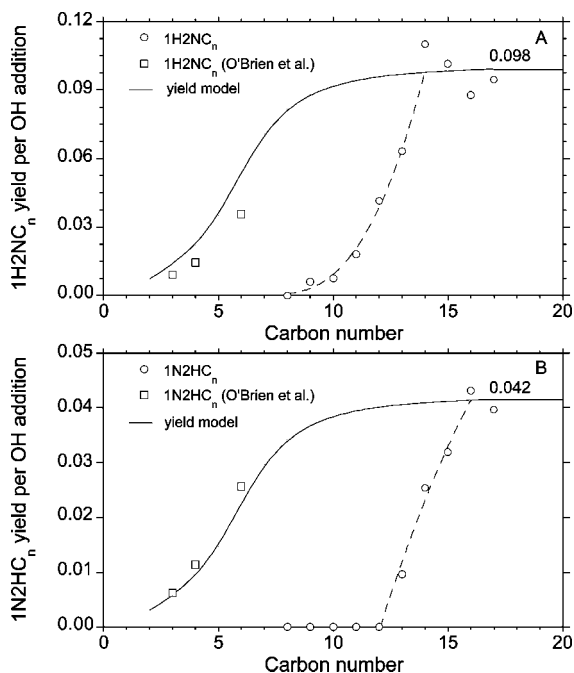 A
1H2NCn
1H2NCn (O'Brien et al.)
yield model
0.098
1H2NCn yield per OH addition
0.12
0.09
0.06
0.03
0.00
0 5 10 15 20
Carbon number
B
1N2HCn
1N2HCn (O'Brien et al.)
yield model
0.042
1N2HCn yield per OH addition
0.05
0.04
0.03
0.02
0.01
0.00
0 5 10 15 20
Carbon number